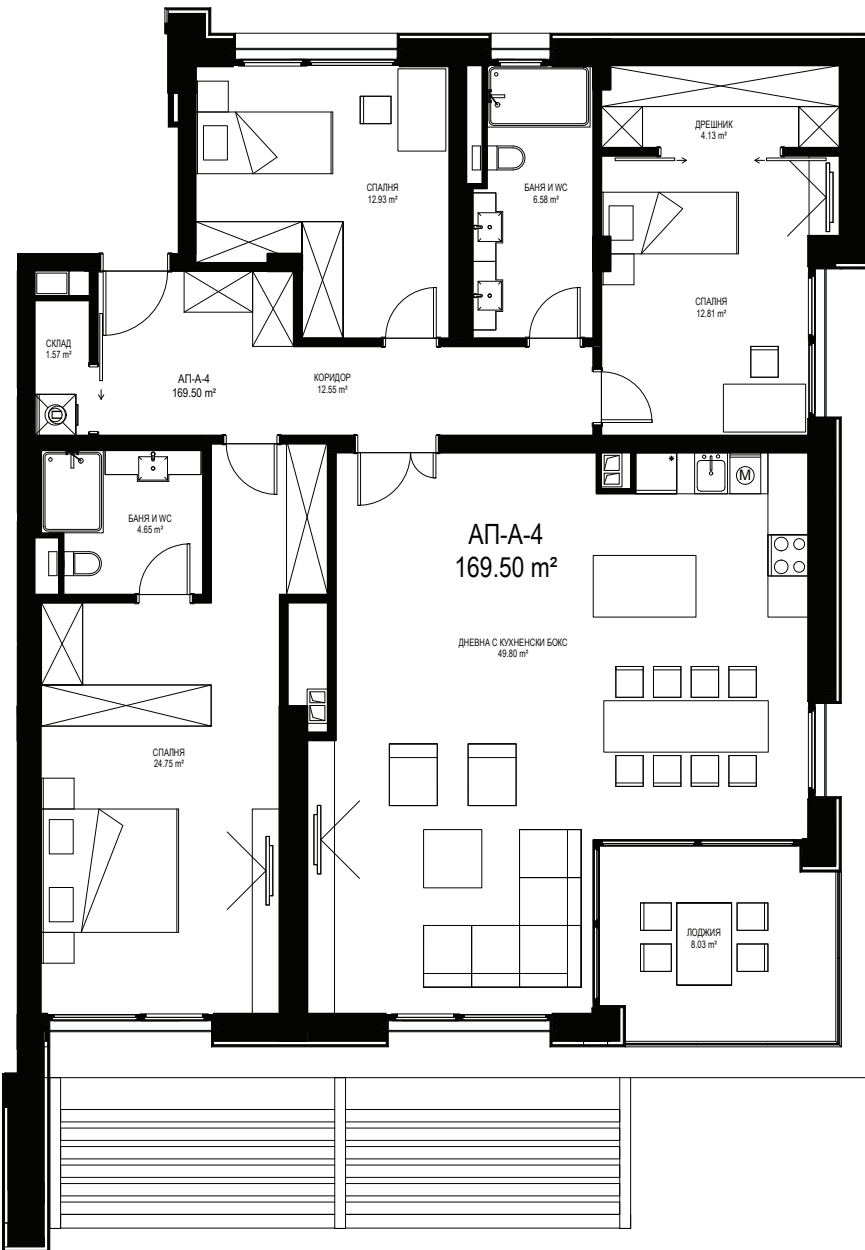 ДРЕШНИК
4.13 m²
СПАЛНЯ
12.93 m²
БАНЯ И WC
6.58 m²
СПАЛНЯ
12.81 m²
СКЛАД
1.57 m²
АП-А-4
169.50 m²
КОРИДОР
12.55 m²
БАНЯ И WC
4.65 m²
M
АП-А-4
169.50 m²
ДНЕВНА С КУХНЕНСКИ БОКС
49.80 m²
СПАЛНЯ
24.75 m²
ЛОДЖИЯ
8.03 m²